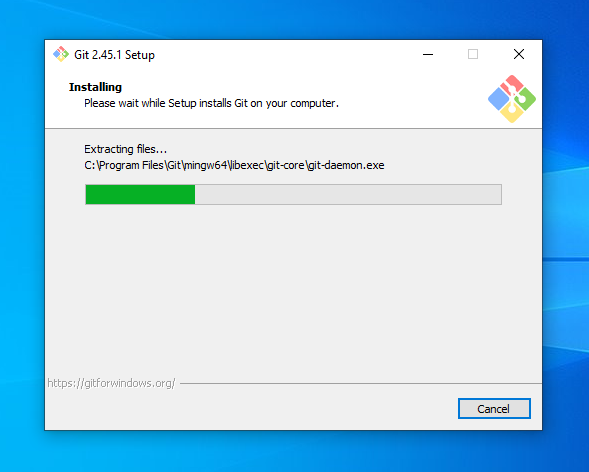 Git 2.45.1 Setup
Installing
Please wait while Setup installs Git on your computer.
Extracting files...
C:\Program Files\Git\mingw64\libexec\git-core\git-daemon.exe
https://gitforwindows.org/
Cancel